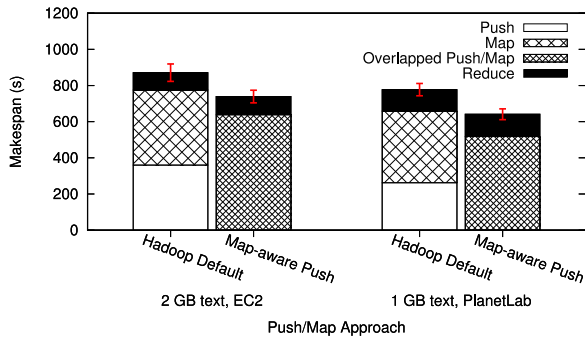 1200
1000
800
600
400
200
0
Makespan (s)
Push
Map
Overlapped Push/Map
Reduce
Hadoop Default
Map-aware Push
Hadoop Default
Map-aware Push
2 GB text, EC2
1 GB text, PlanetLab
Push/Map Approach